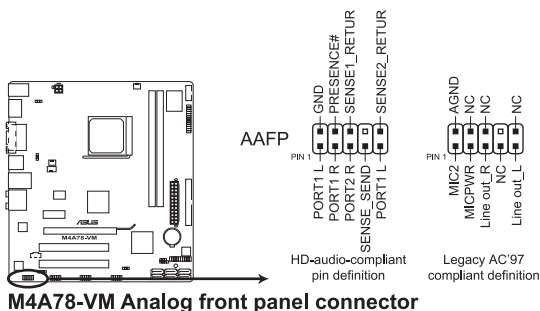 AAFP
PIN 1
GND
PRESENCE#
SENSE1_RETUR
SENSE2_RETUR
PORT1 L
PORT1 R
PORT2 R
SENSE_SEND
PORT1 L
HD-audio-compliant
pin definition
PIN 1
AGND
NC
NC
NC
MIC2
MICPWR
Line out_R
NC
Line out_L
Legacy AC'97
compliant definition
ASUS
M4A78-VM
M4A78-VM Analog front panel connector